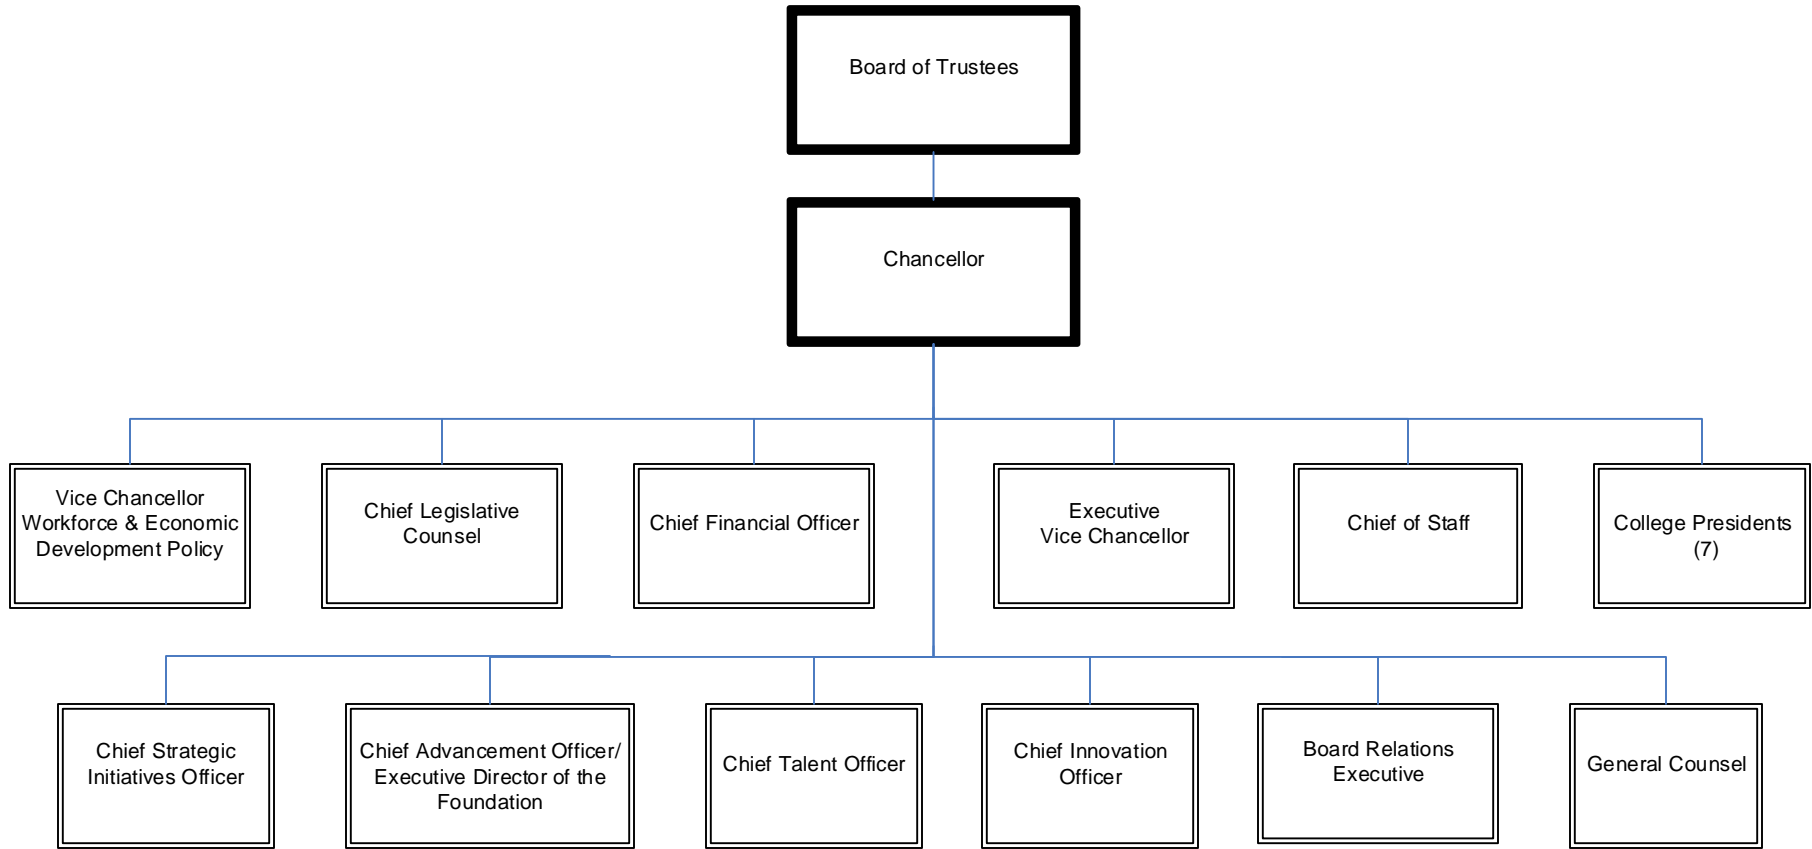 Board of Trustees
Chancellor
Vice Chancellor
Workforce & Economic
Development Policy
Chief Legislative
Counsel
Chief Financial Officer
Executive
Vice Chancellor
Chief of Staff
College Presidents
(7)
Chief Strategic
Initiatives Officer
Chief Advancement Officer/
Executive Director of the
Foundation
Chief Talent Officer
Chief Innovation
Officer
Board Relations
Executive
General Counsel